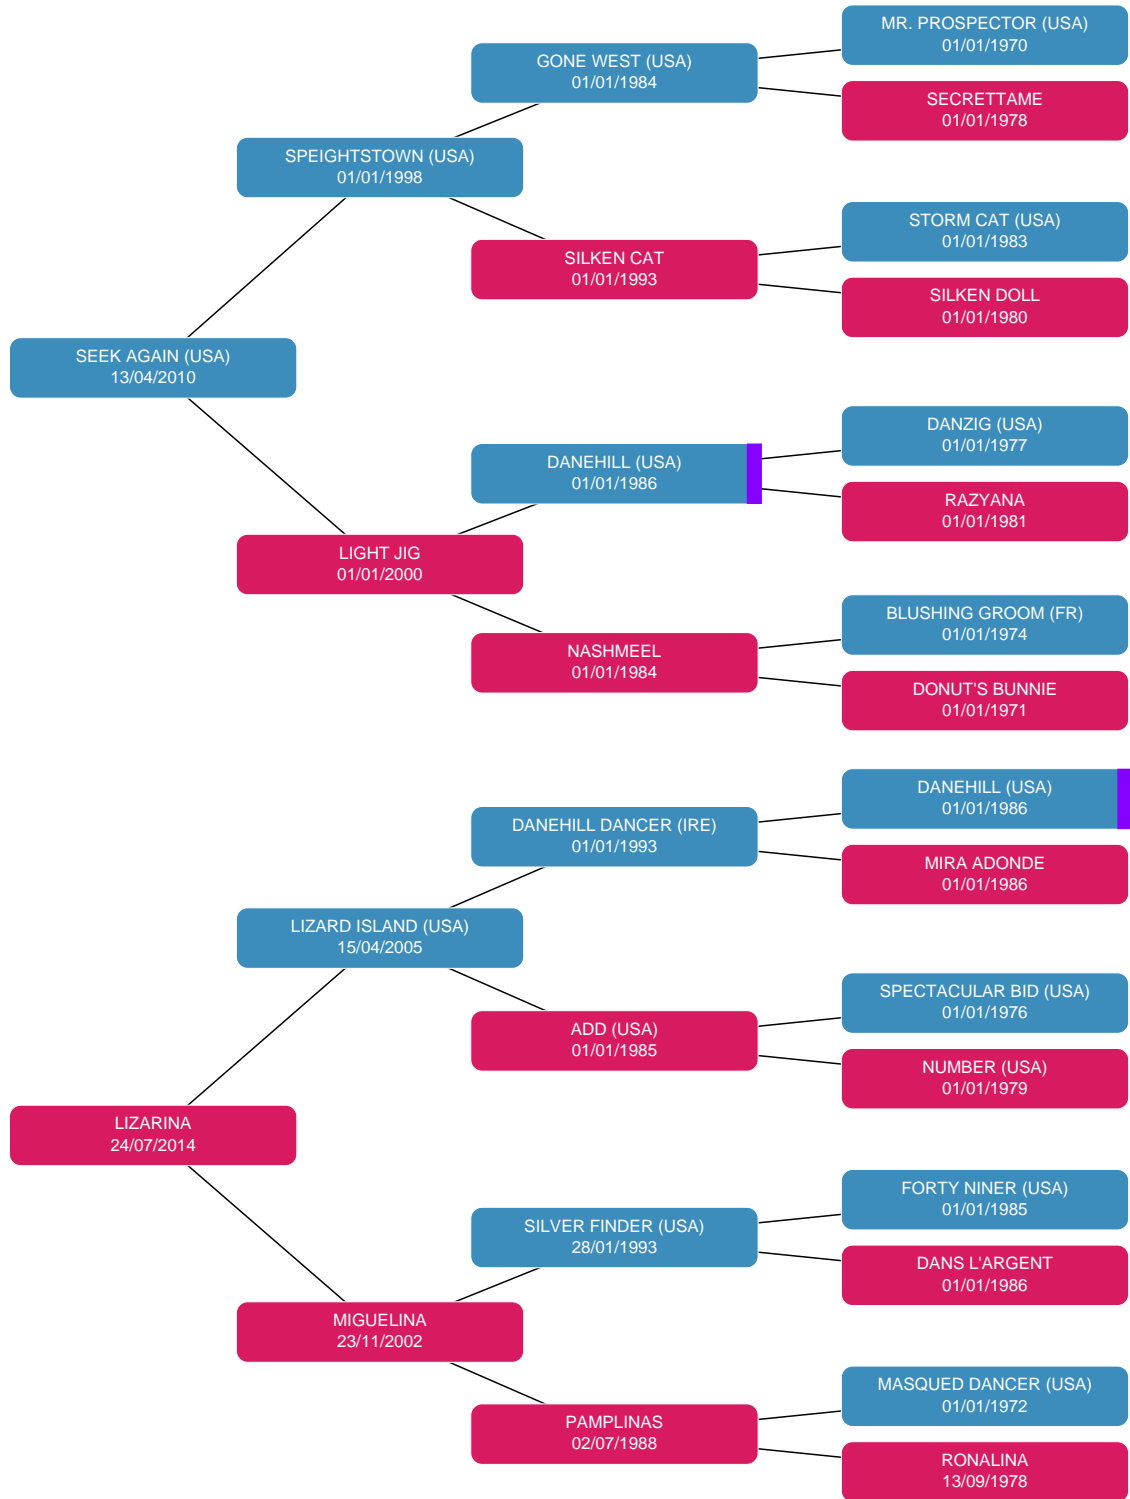 MR. PROSPECTOR (USA)
01/01/1970
GONE WEST (USA)
01/01/1984
SECRETTAME
01/01/1978
SPEIGHTSTOWN (USA)
01/01/1998
STORM CAT (USA)
01/01/1983
SILKEN CAT
01/01/1993
SILKEN DOLL
01/01/1980
SEEK AGAIN (USA)
13/04/2010
DANZIG (USA)
01/01/1977
DANEHILL (USA)
01/01/1986
RAZYANA
01/01/1981
LIGHT JIG
01/01/2000
BLUSHING GROOM (FR)
01/01/1974
NASHMEEL
01/01/1984
DONUT'S BUNNIE
01/01/1971
DANEHILL (USA)
01/01/1986
DANEHILL DANCER (IRE)
01/01/1993
MIRA ADONDE
01/01/1986
LIZARD ISLAND (USA)
15/04/2005
SPECTACULAR BID (USA)
01/01/1976
ADD (USA)
01/01/1985
NUMBER (USA)
01/01/1979
LIZARINA
24/07/2014
FORTY NINER (USA)
01/01/1985
SILVER FINDER (USA)
28/01/1993
DANS L'ARGENT
01/01/1986
MIGUELINA
23/11/2002
MASQUED DANCER (USA)
01/01/1972
PAMPLINAS
02/07/1988
RONALINA
13/09/1978